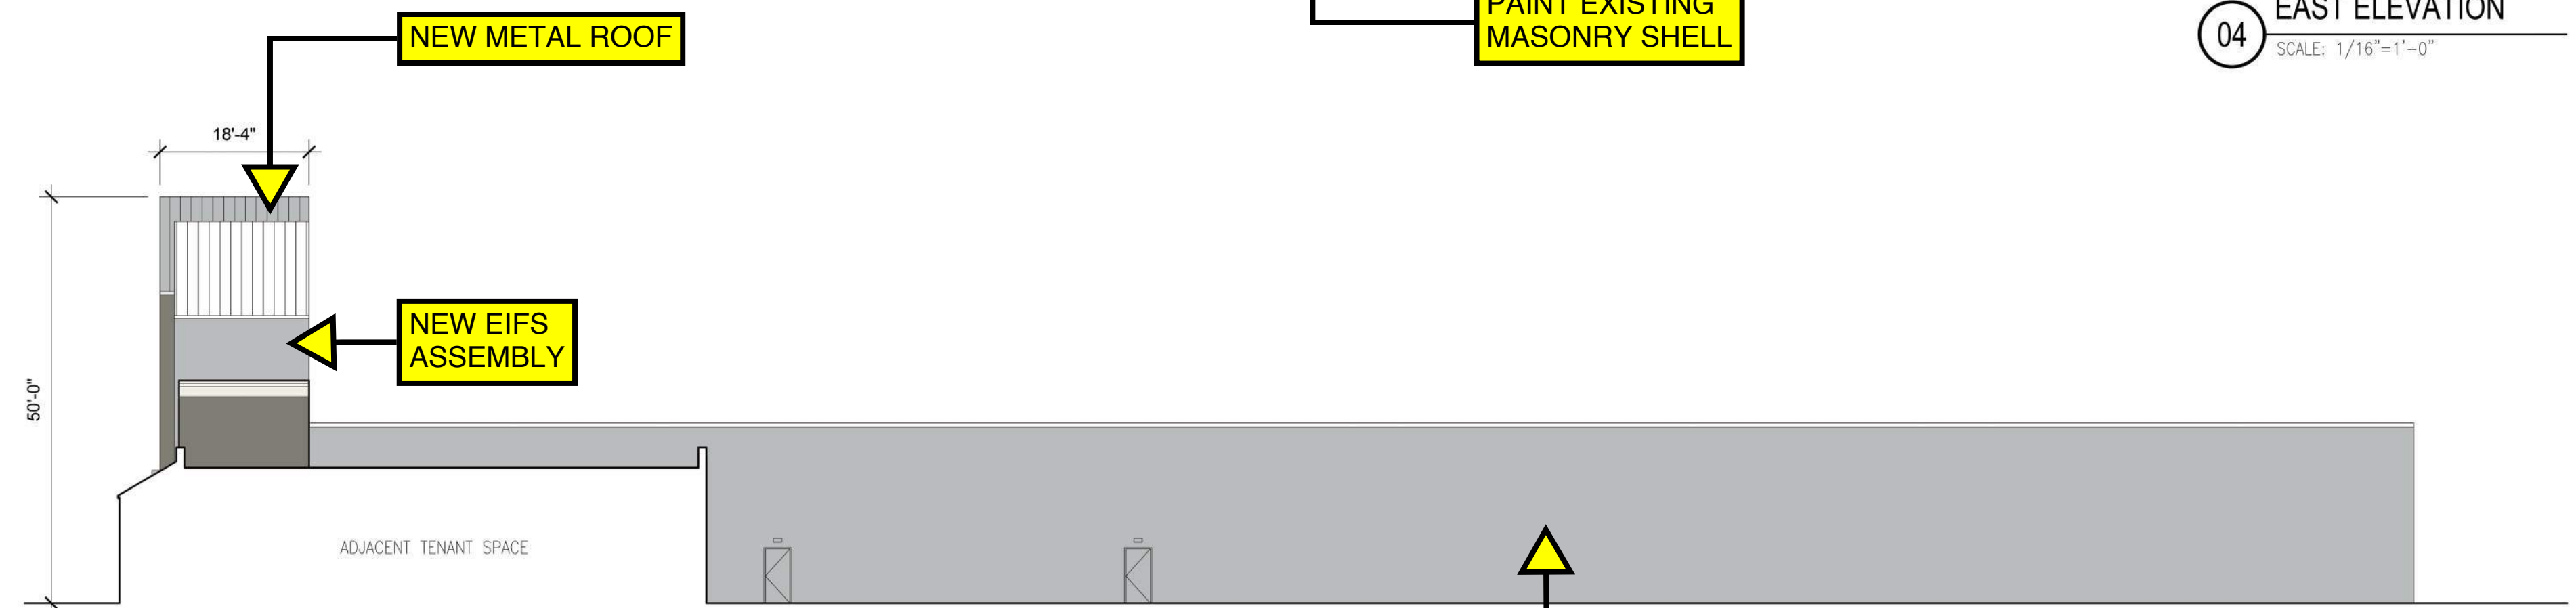 NEW METAL ROOF
PAINT EXISTING
MASONRY SHELL
04
EAST ELEVATION
SCALE: 1/16"=1'-0"
18'-4"
50'-0"
NEW EIFS
ASSEMBLY
ADJACENT TENANT SPACE